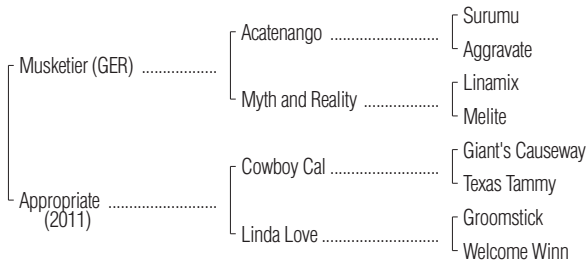 Surumu
Acatenango ....................
Aggravate
Musketier (GER) ..............
Linamix
Myth and Reality ..............
Melite
Giant's Causeway
Cowboy Cal ....................
Texas Tammy
Appropriate ....................
(2011)
Groomstick
Linda Love .....................
Welcome Winn